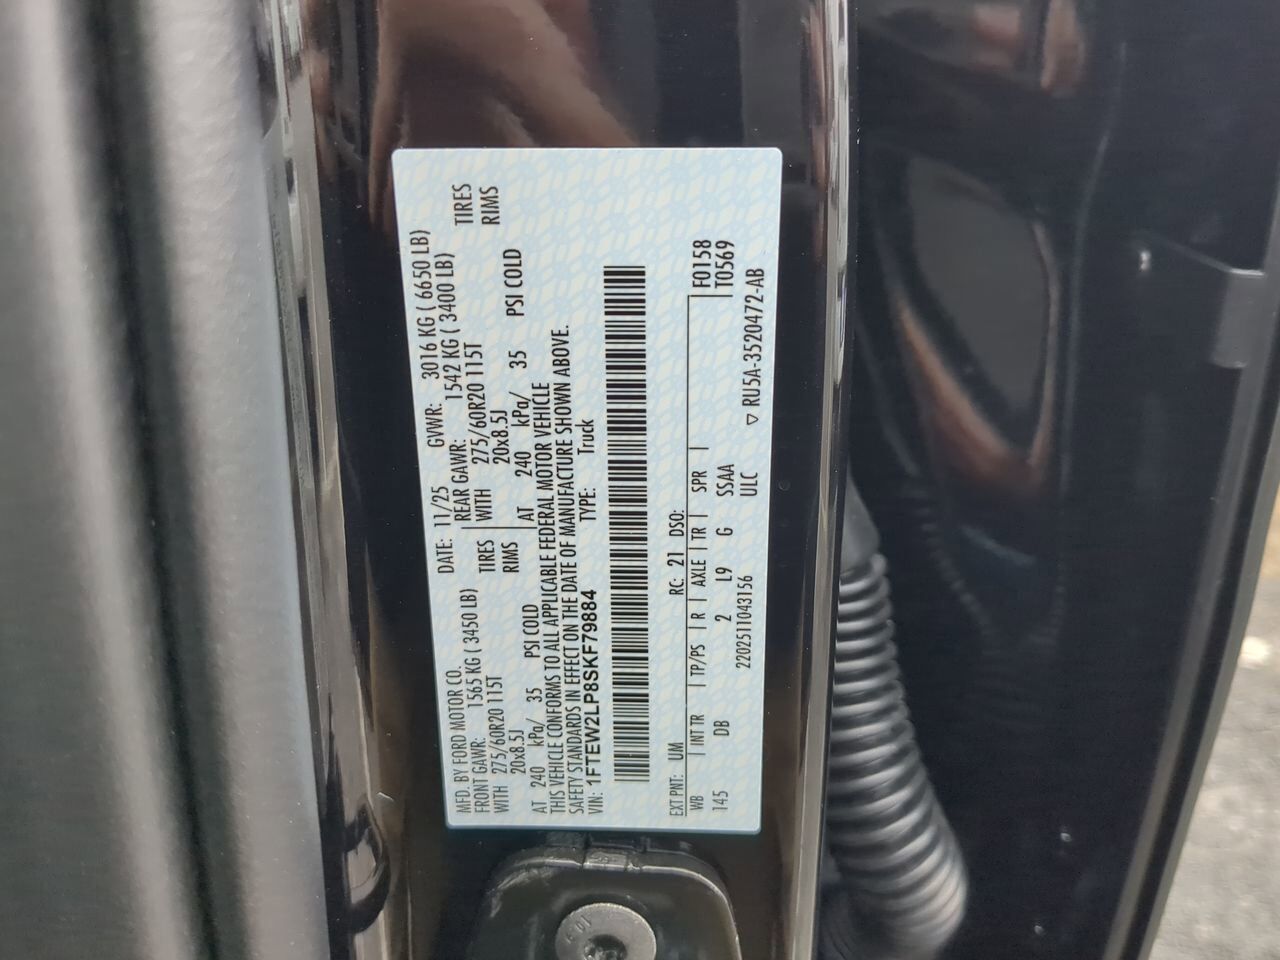 MFD. BY FORD MOTOR CO.
DATE: 11/25 GVWR: 3016 KG ( 6650 LB)
FRONT GAWR: 1565 KG ( 3450 LB) REAR GAWR: 1542 KG ( 3400 LB)
WITH 275/60R20 115T TIRES WITH 275/60R20 115T TIRES
20x8.5J RIMS 20x8.5J RIMS
AT 240 kPa/ 35 PSI COLD AT 240 kPa/ 35 PSI COLD
THIS VEHICLE CONFORMS TO ALL APPLICABLE FEDERAL MOTOR VEHICLE
SAFETY STANDARDS IN EFFECT ON THE DATE OF MANUFACTURE SHOWN ABOVE.
VIN: 1FTEW2LP8SKF79884 TYPE: Truck
EXT PNT: UM RC: 21 DSO:
WB | INT TR | TP/PS | R | AXLE | TR | SPR | F0158
145 DB 2 L9 G SSAA T0569
2202511043156 ULC ▽ RU5A-3520472-AB